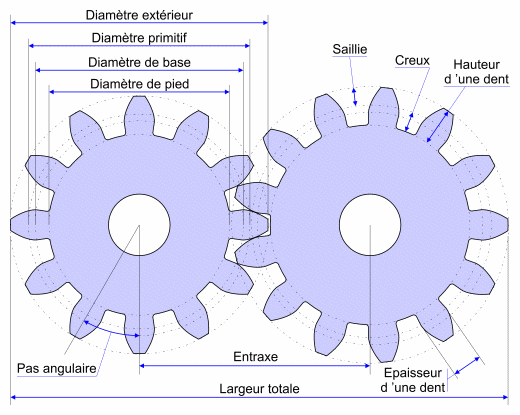 Diamètre extérieur
Diamètre primitif
Diamètre de base
Diamètre de pied
Saillie
Creux
Hauteur
d 'une dent
Pas angulaire
Entraxe
Epaisseur
d 'une dent
Largeur totale